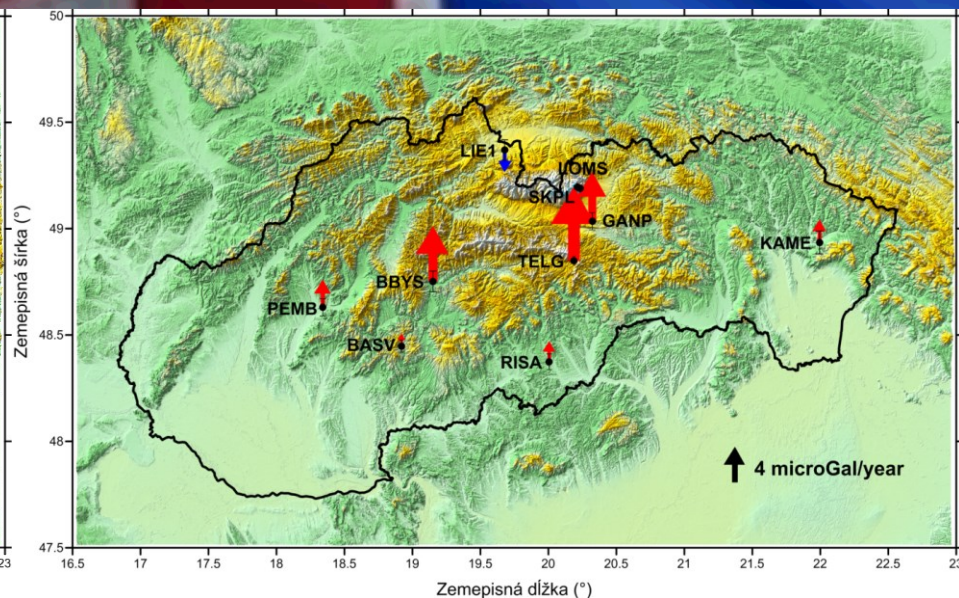 50
49.5
49
48.5
48
47.5
Zemepisná šírka (°)
LIE1
LOMS
SKPL
GANP
KAME
TELG
BBYS
PEMB
BASV
RISA
4 microGal/year
23
16.5 17 17.5 18 18.5 19 19.5 20 20.5 21 21.5 22 22.5 23
Zemepisná dĺžka (°)